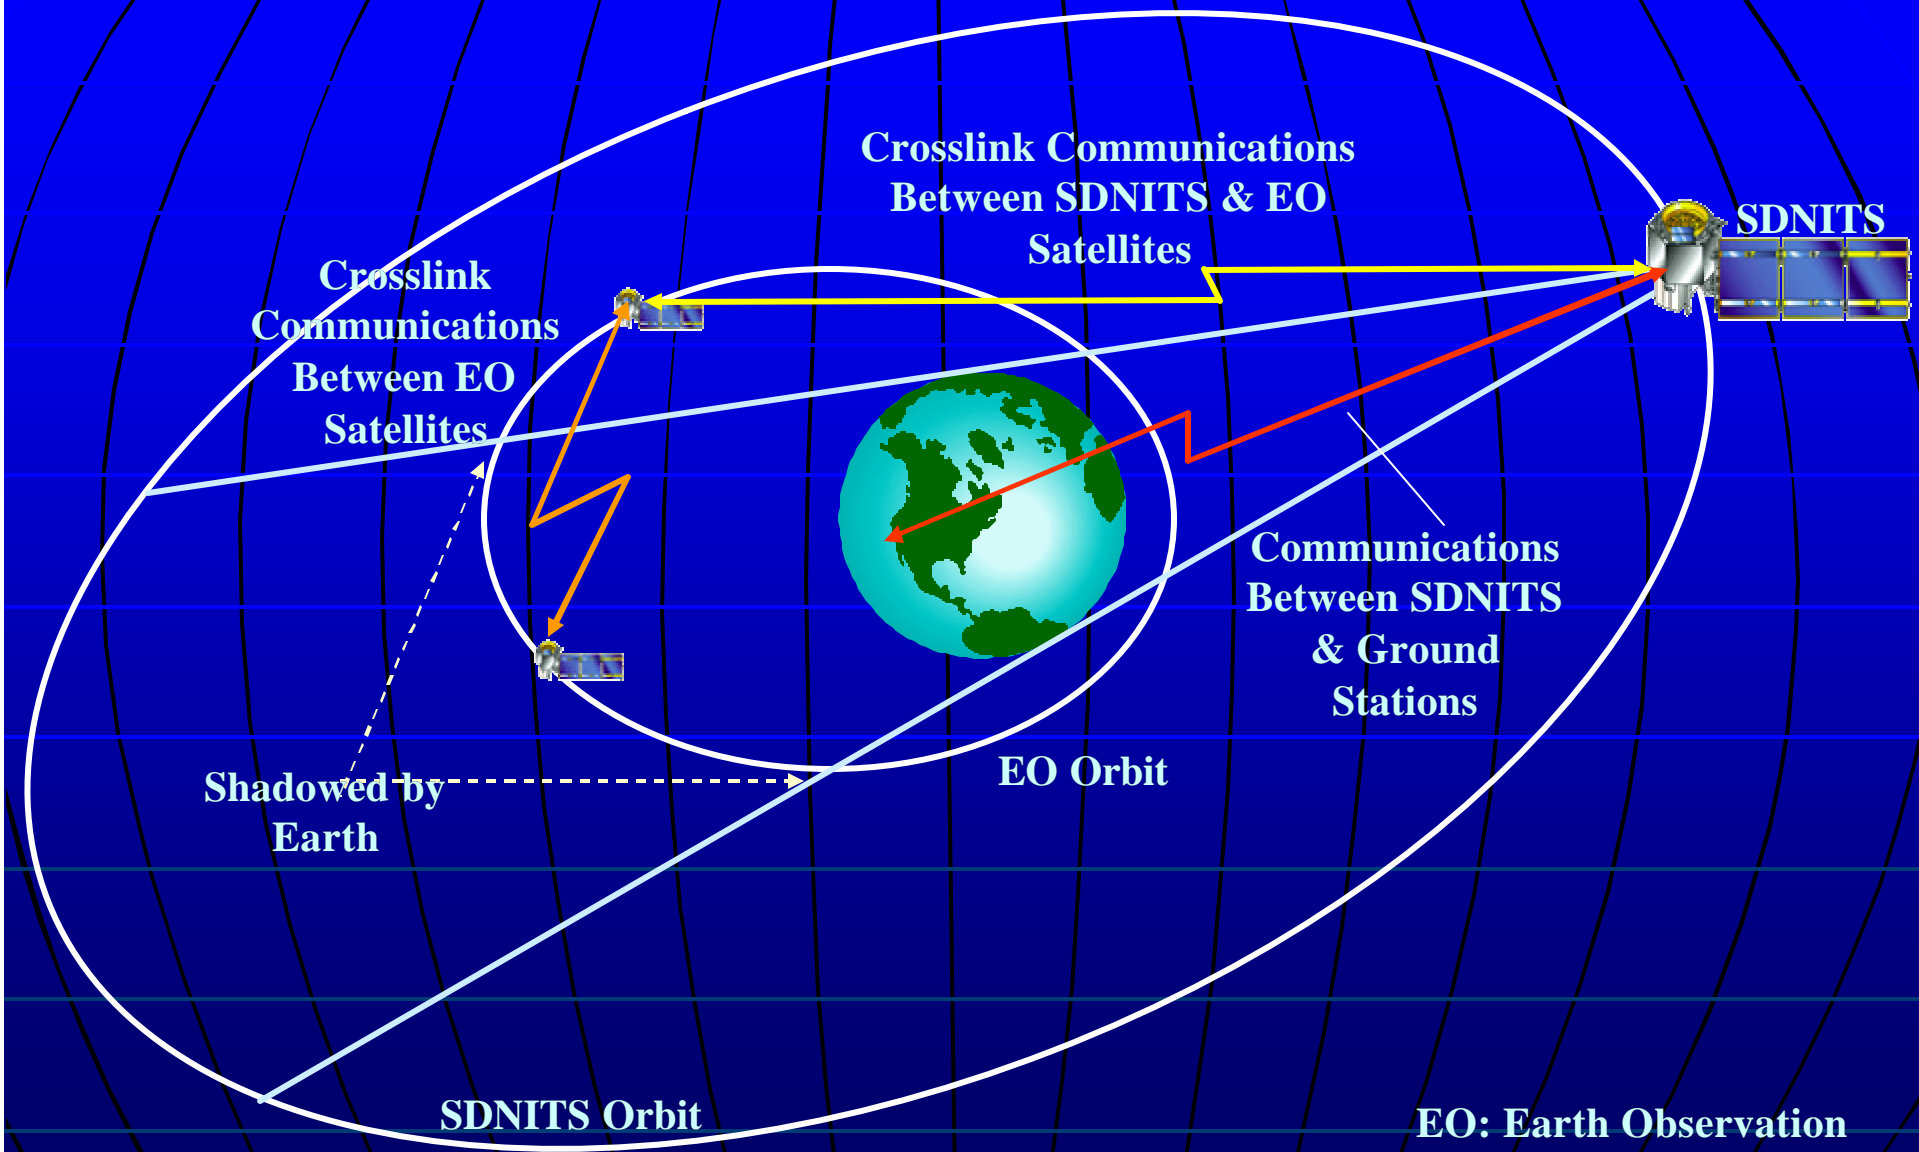 Crosslink Communications
Between SDNITS & EO
Satellites
SDNITS
Crosslink
Communications
Between EO
Satellites
Communications
Between SDNITS
& Ground
Stations
EO Orbit
Shadowed by
Earth
SDNITS Orbit
EO: Earth Observation